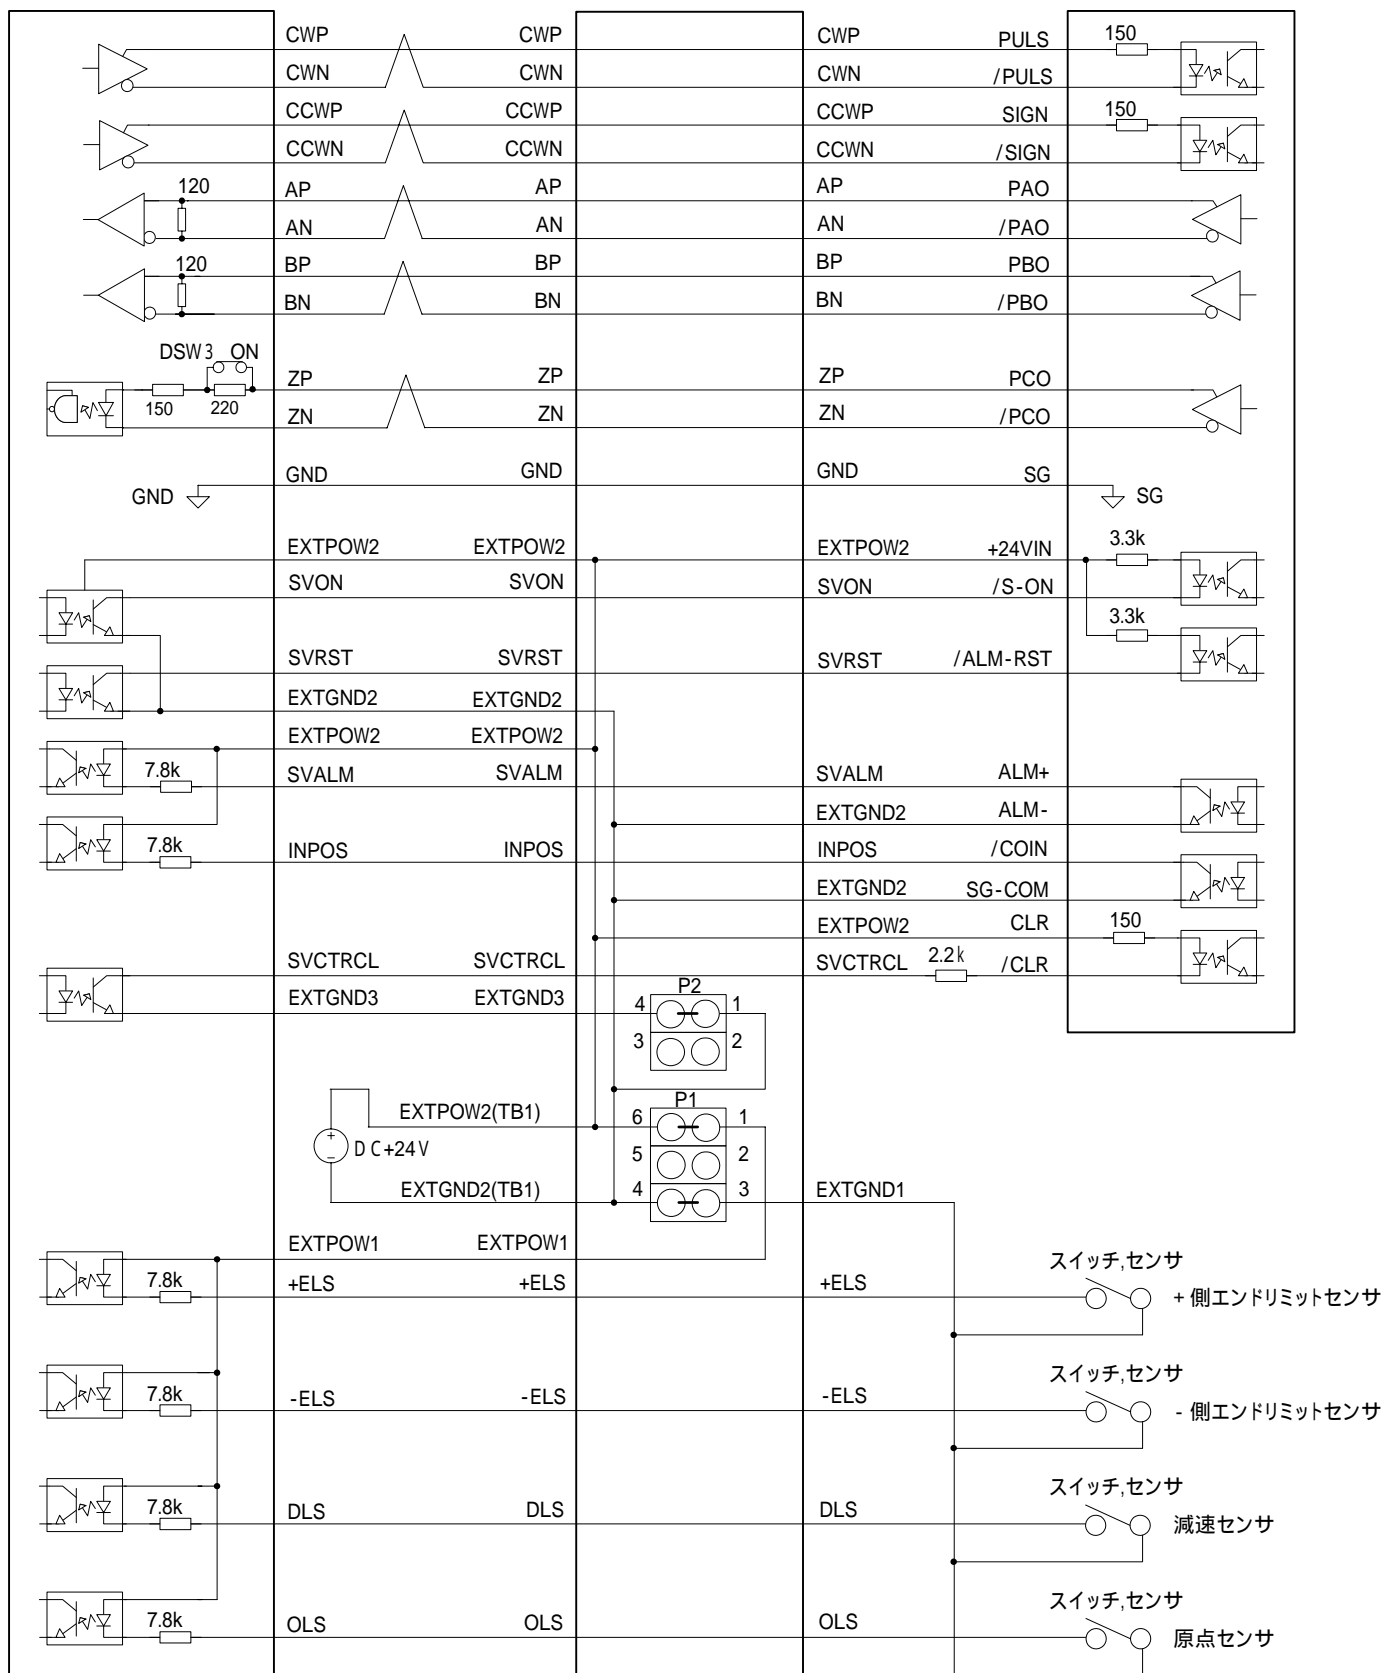 CWP CWP CWP PULS 150
CWN CWN CWN /PULS
CCWP CCWP CCWP SIGN 150
CCWN CCWN CCWN /SIGN
120 AP AP AP PAO
AN AN AN /PAO
120 BP BP BP PBO
BN BN BN /PBO
DSW3 ON
ZP ZP ZP PCO
150 220 ZN ZN ZN /PCO
GND GND GND GND SG SG
EXTPOW2 EXTPOW2 EXTPOW2 +24VIN 3.3k
SVON SVON SVON /S-ON
3.3k
SVRST SVRST SVRST /ALM-RST
EXTGND2 EXTGND2
EXTPOW2 EXTPOW2
7.8k SVALM SVALM SVALM ALM+
EXTGND2 ALM-
7.8k INPOS INPOS INPOS /COIN
EXTGND2 SG-COM
EXTPOW2 CLR 150
SVCTRCL SVCTRCL SVCTRCL 2.2k /CLR
EXTGND3 EXTGND3
P2
4 1
3 2
P1
EXTPOW2(TB1) 6 1
DC+24V + −
5 2
EXTGND2(TB1) 4 3 EXTGND1
EXTPOW1 EXTPOW1
スイッチ,センサ
7.8k +ELS +ELS +ELS +側エンドリミットセンサ
スイッチ,センサ
7.8k -ELS -ELS -ELS -側エンドリミットセンサ
スイッチ,センサ
7.8k DLS DLS DLS 減速センサ
スイッチ,センサ
7.8k OLS OLS OLS 原点センサ